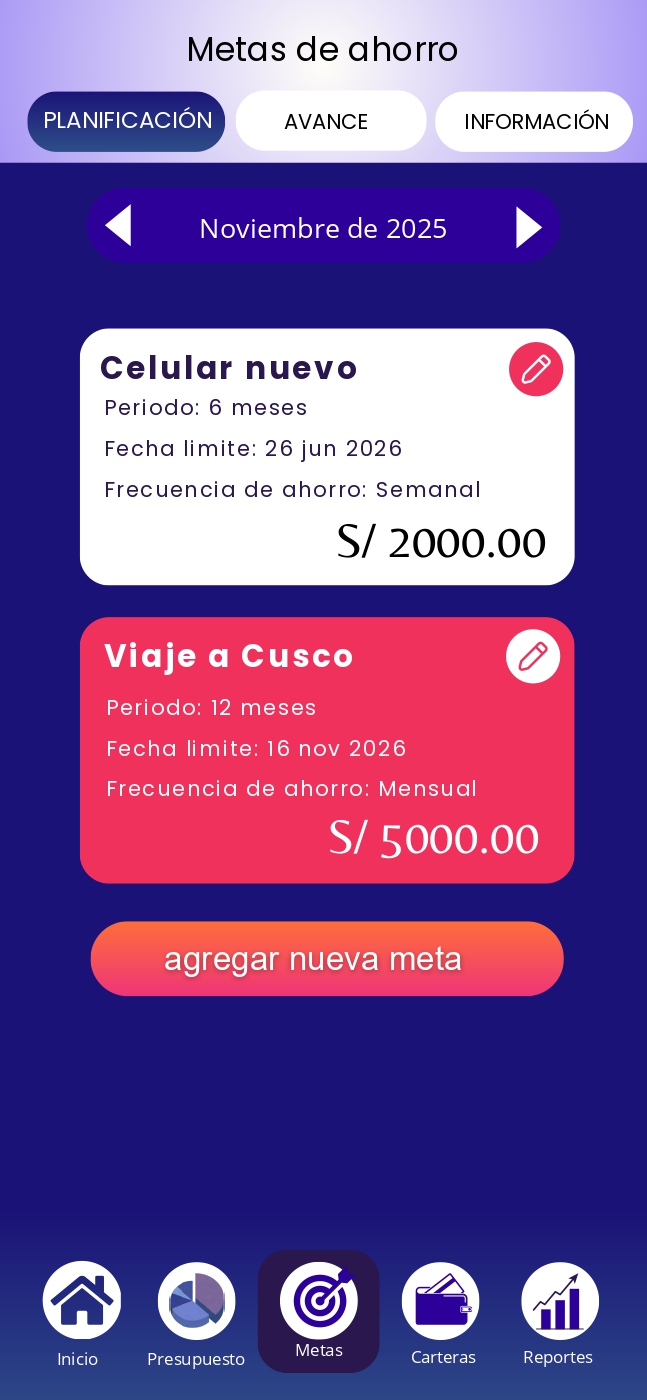 Metas de ahorro
PLANIFICACIÓN AVANCE INFORMACIÓN
Noviembre de 2025
Celular nuevo
Periodo: 6 meses
Fecha limite: 26 jun 2026
Frecuencia de ahorro: Semanal
S/ 2000.00
Viaje a Cusco
Periodo: 12 meses
Fecha limite: 16 nov 2026
Frecuencia de ahorro: Mensual
S/ 5000.00
agregar nueva meta
Inicio Presupuesto Metas Carteras Reportes